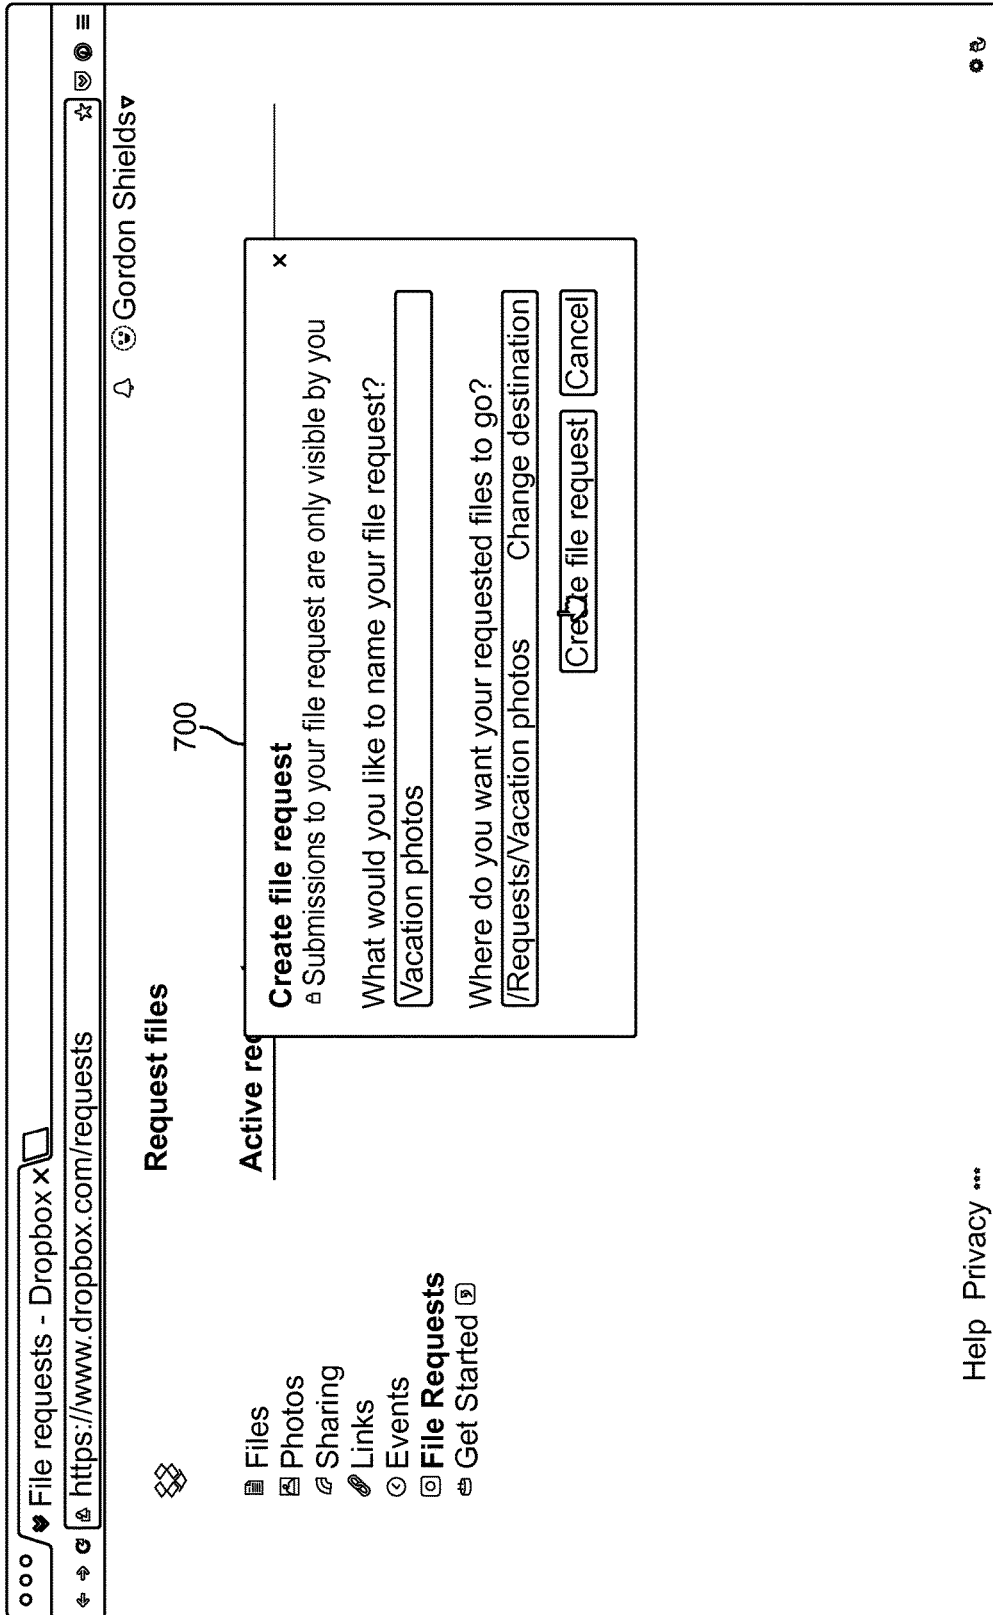 File requests - Dropbox
https://www.dropbox.com/requests
Gordon Shields
Request files
Files
Photos
Sharing
Links
Events
File Requests
Get Started
Active rec
700
Create file request
Submissions to your file request are only visible by you
What would you like to name your file request?
Vacation photos
Where do you want your requested files to go?
/Requests/Vacation photos Change destination
Create file request Cancel
Help Privacy